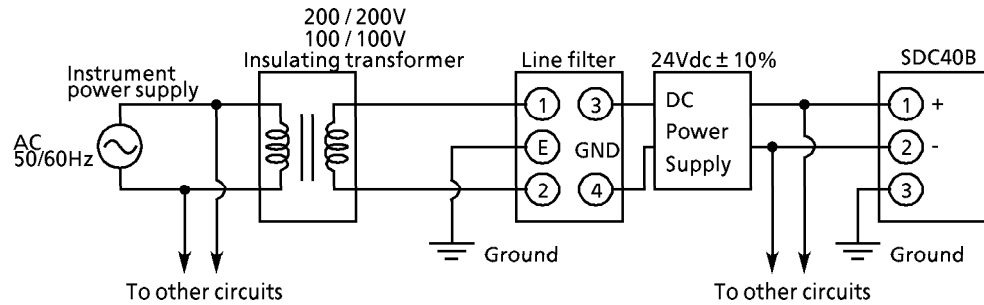 200 / 200V
100 / 100V
Insulating transformer
Instrument
power supply
AC
50/60Hz
To other circuits
Line filter
1
3
E
GND
2
4
Ground
24Vdc ± 10%
DC
Power
Supply
To other circuits
SDC40B
1 +
2 -
3
Ground